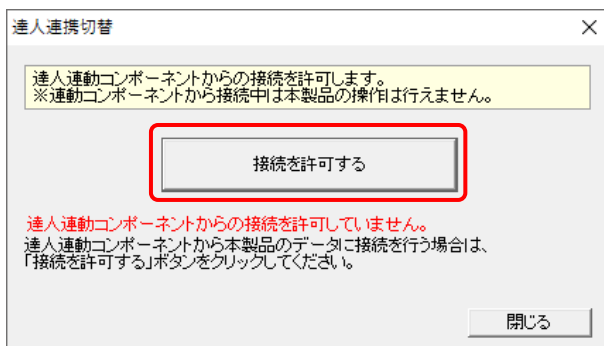 達人連携切替
達人連動コンポーネントからの接続を許可します。
※連動コンポーネントから接続中は本製品の操作は行えません。
接続を許可する
達人連動コンポーネントからの接続を許可していません。
達人連動コンポーネントから本製品のデータに接続を行う場合は、
「接続を許可する」ボタンをクリックしてください。
閉じる